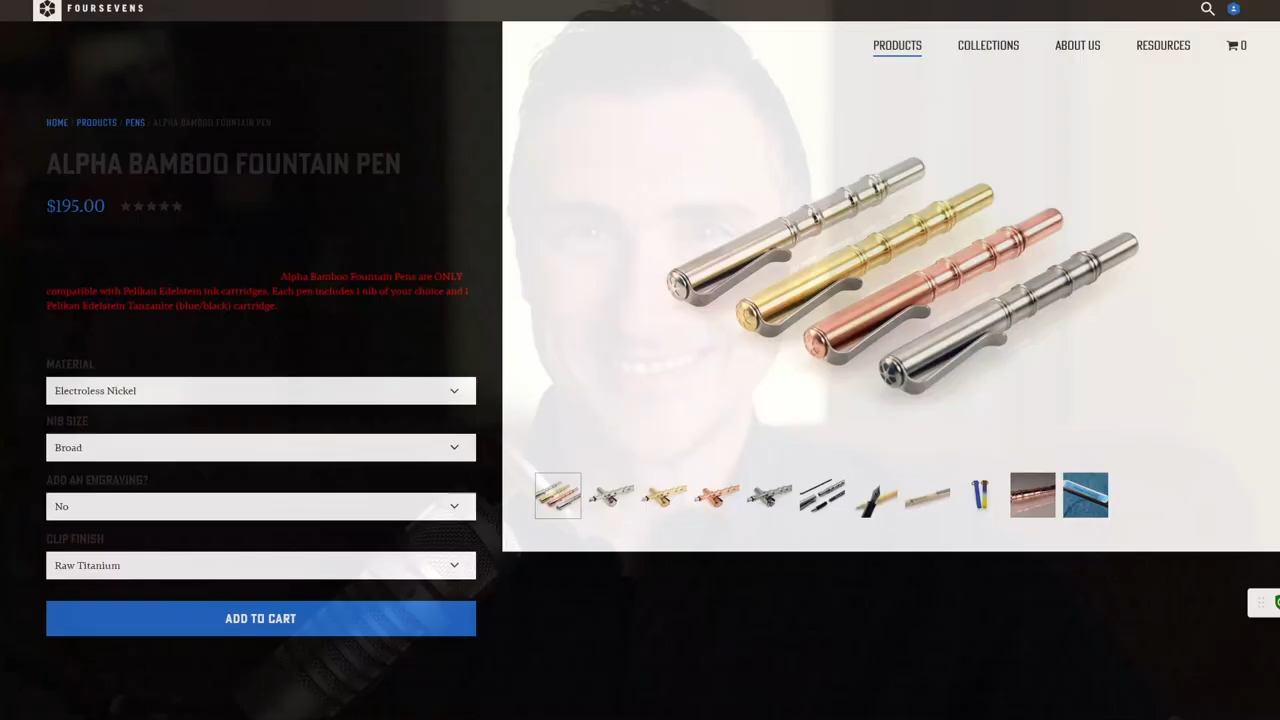 FOURSEVENS
PRODUCTS
COLLECTIONS
ABOUT US
RESOURCES
0
HOME / PRODUCTS / PENS / ALPHA BAMBOO FOUNTAIN PEN
ALPHA BAMBOO FOUNTAIN PEN
$195.00
Alpha Bamboo Fountain Pens are ONLY
compatible with Pelikan Edelstein ink cartridges. Each pen includes 1 nib of your choice and 1
Pelikan Edelstein Tanzanite (blue/black) cartridge.
MATERIAL
Electroless Nickel
NIB SIZE
Broad
ADD AN ENGRAVING?
No
CLIP FINISH
Raw Titanium
ADD TO CART